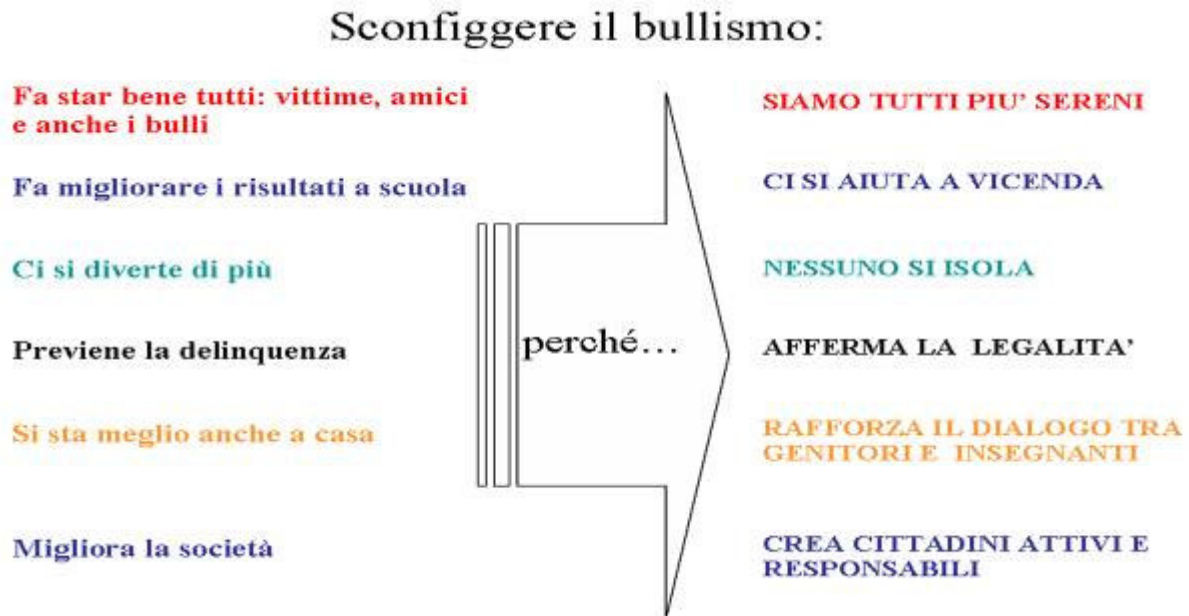 Sconfiggere il bullismo:
Fa star bene tutti: vittime, amici
e anche i bulli
SIAMO TUTTI PIU' SERENI
Fa migliorare i risultati a scuola
CI SI AIUTA A VICENDA
Ci si diverte di più
NESSUNO SI ISOLA
Previene la delinquenza
perché…
AFFERMA LA LEGALITA'
Si sta meglio anche a casa
RAFFORZA IL DIALOGO TRA
GENITORI E INSEGNANTI
Migliora la società
CREA CITTADINI ATTIVI E
RESPONSABILI